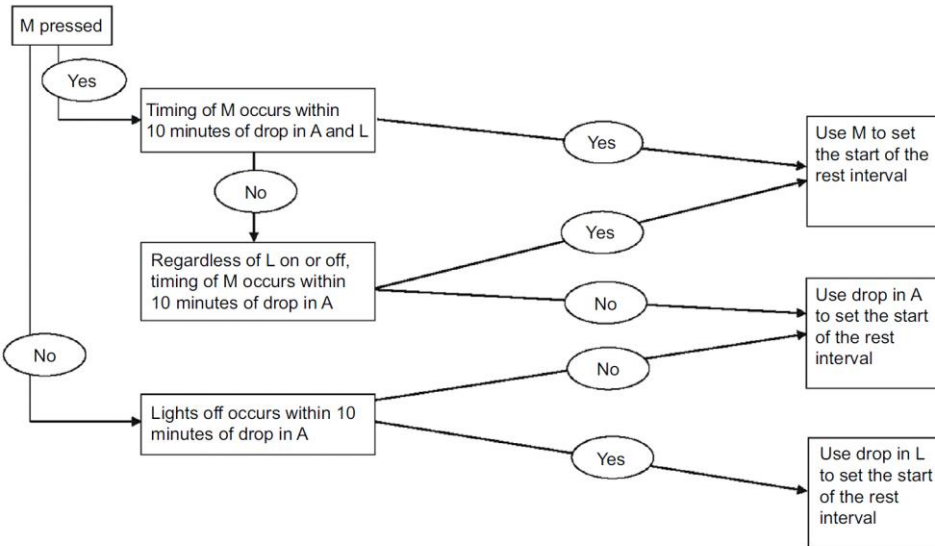 M pressed
Yes
Timing of M occurs within
10 minutes of drop in A and L
Yes
Use M to set
the start of the
rest interval
No
Yes
Regardless of L on or off,
timing of M occurs within
10 minutes of drop in A
No
Use drop in A
to set the start
of the rest
interval
No
No
Lights off occurs within 10
minutes of drop in A
Yes
Use drop in L
to set the start
of the rest
interval